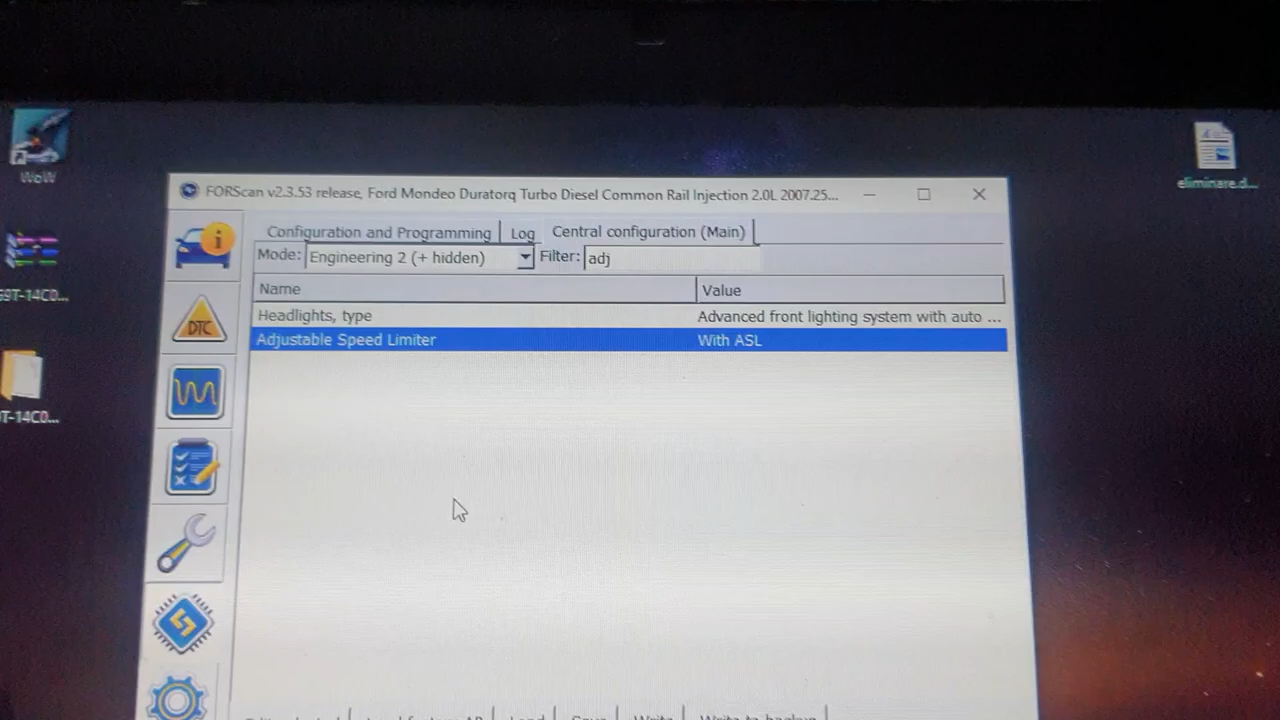 WoW
FORScan v2.3.53 release, Ford Mondeo Duratorq Turbo Diesel Common Rail Injection 2.0L 2007.25...
eliminare.d...
Configuration and Programming
Log
Central configuration (Main)
Mode: Engineering 2 (+ hidden)
Filter: adj
Name Value
Headlights, type Advanced front lighting system with auto ...
Adjustable Speed Limiter With ASL
DTC